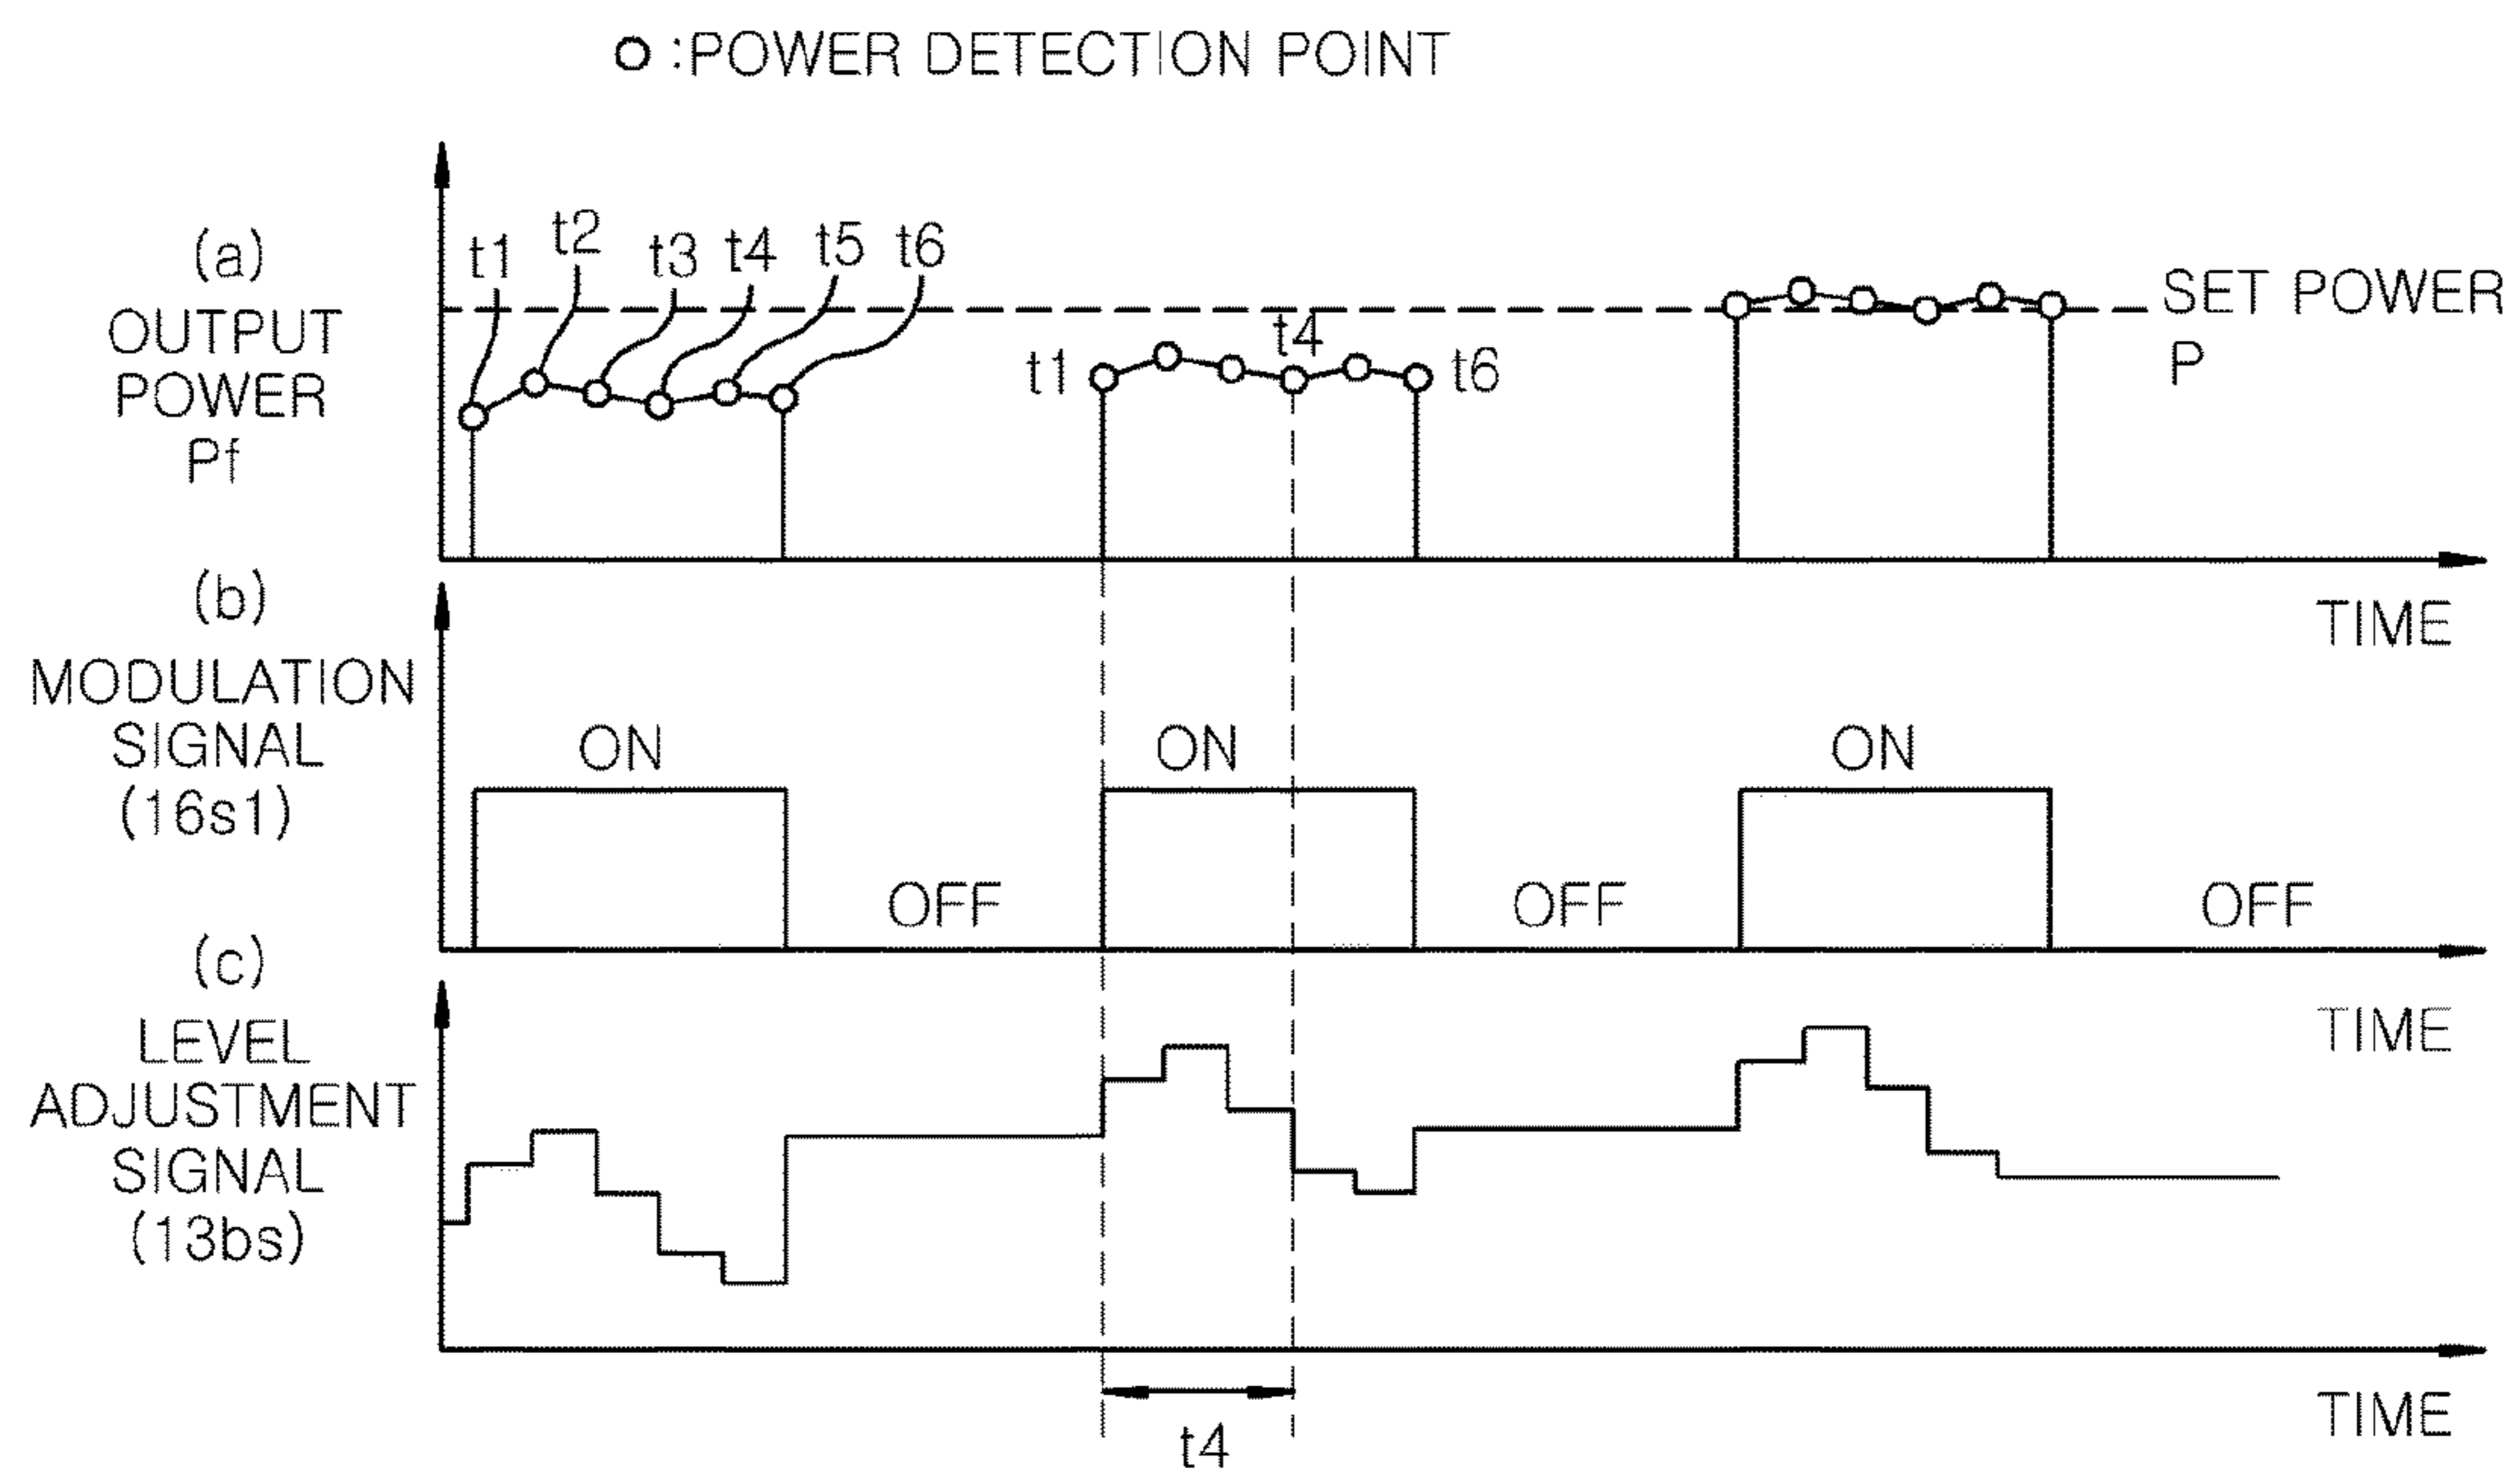 :POWER DETECTION POINT
(a)
OUTPUT
POWER
Pf
t1
t2
t3
t4
t5
t6
t1
t4
t6
SET POWER
P
TIME
(b)
MODULATION
SIGNAL
(16s1)
ON
OFF
ON
OFF
ON
OFF
TIME
(c)
LEVEL
ADJUSTMENT
SIGNAL
(13bs)
t4
TIME